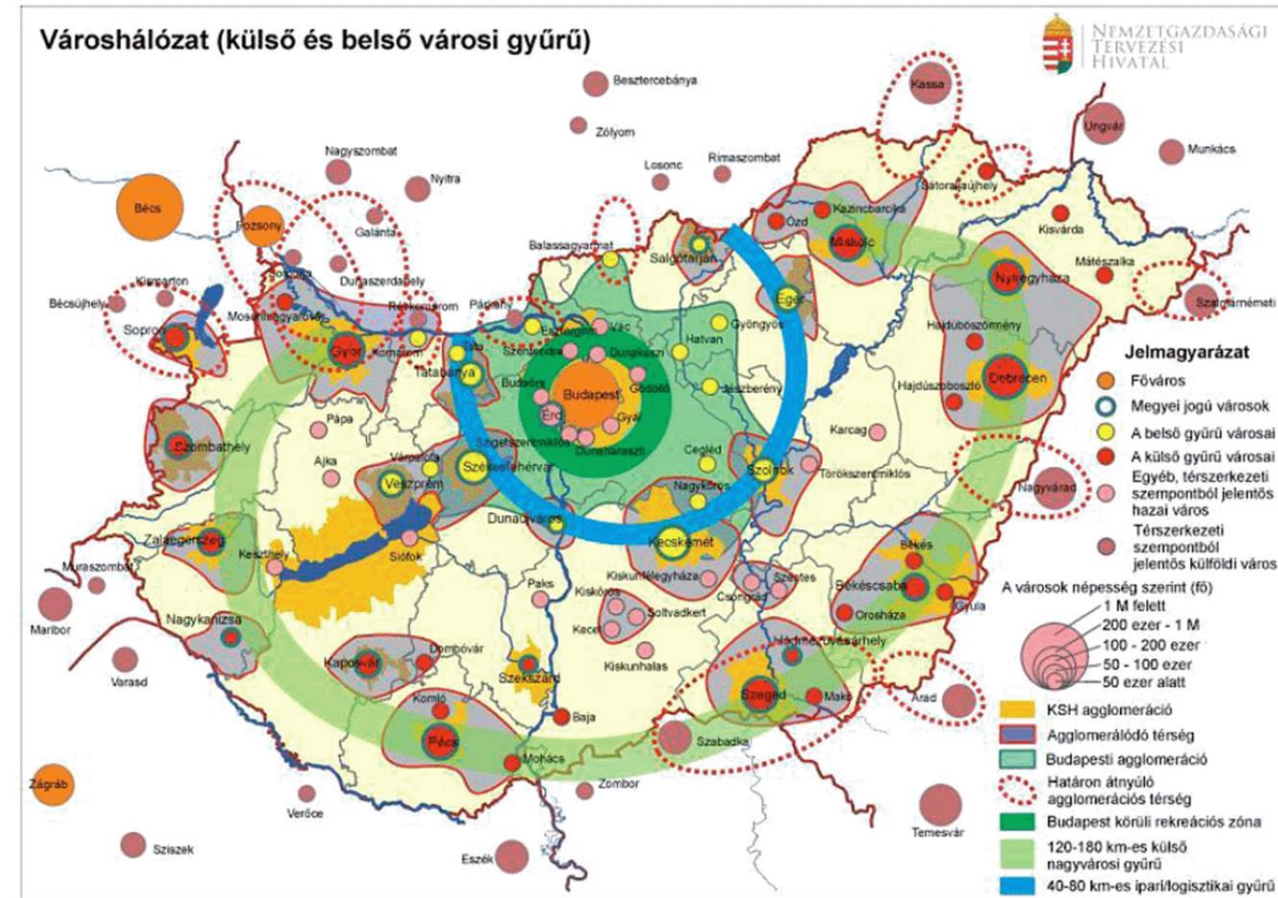 Városhálózat (külső és belső városi gyűrű)
NEMZETGAZDASÁGI
TERVEZÉSI
HIVATAL
Besztercebánya
Kassa
Zólyom
Ungvár
Munkács
Nagyszombat
Nyitra
Losonc
Rimaszombat
Sátoraljaújhely
Bécs
Pozsony
Galánta
Balassagyarmat
Ózd
Kazincbarcika
Kisvárda
Miskolc
Salgótarján
Mátészalka
Nyíregyháza
Szatmárnémeti
Kismarton
Bécsújhely
Dunaszerdahely
Mosonmagyaróvár
Révkomárom
Párkány
Eger
Sopron
Győr
Komárom
Esztergom
Vác
Gyöngyös
Hajdúböszörmény
Tata
Tatabánya
Szentendre
Dunakeszi
Hatvan
Budaörs
Gödöllő
Jászberény
Hajdúszoboszló
Debrecen
Budapest
Érd
Gyál
Pápa
Szigetszentmiklós
Dunaharaszti
Karcag
Szombathely
Ajka
Várpalota
Székesfehérvár
Cegléd
Szolnok
Törökszentmiklós
Veszprém
Nagykőrös
Nagyvárad
Dunaújváros
Zalaegerszeg
Keszthely
Siófok
Kecskemét
Békés
Muraszombat
Kiskunfélegyháza
Szentes
Csongrád
Békéscsaba
Gyula
Maribor
Nagykanizsa
Paks
Kiskőrös
Soltvadkert
Orosháza
Kecel
Kiskunhalas
Hódmezővásárhely
Varasd
Kaposvár
Dombóvár
Szekszárd
Komló
Szeged
Makó
Arad
Baja
Pécs
Szabadka
Mohács
Zágráb
Zombor
Verőce
Temesvár
Sziszek
Eszék
Jelmagyarázat
Főváros
Megyei jogú városok
A belső gyűrű városai
A külső gyűrű városai
Egyéb, térszerkezeti
szempontból jelentős
hazai város
Térszerkezeti
szempontból
jelentős külföldi város
A városok népesség szerint (fő)
1 M felett
200 ezer - 1 M
100 - 200 ezer
50 - 100 ezer
50 ezer alatt
KSH agglomeráció
Agglomerálódó térség
Budapesti agglomeráció
Határon átnyúló
agglomerációs térség
Budapest körüli rekreációs zóna
120-180 km-es külső
nagyvárosi gyűrű
40-80 km-es ipari/logisztikai gyűrű